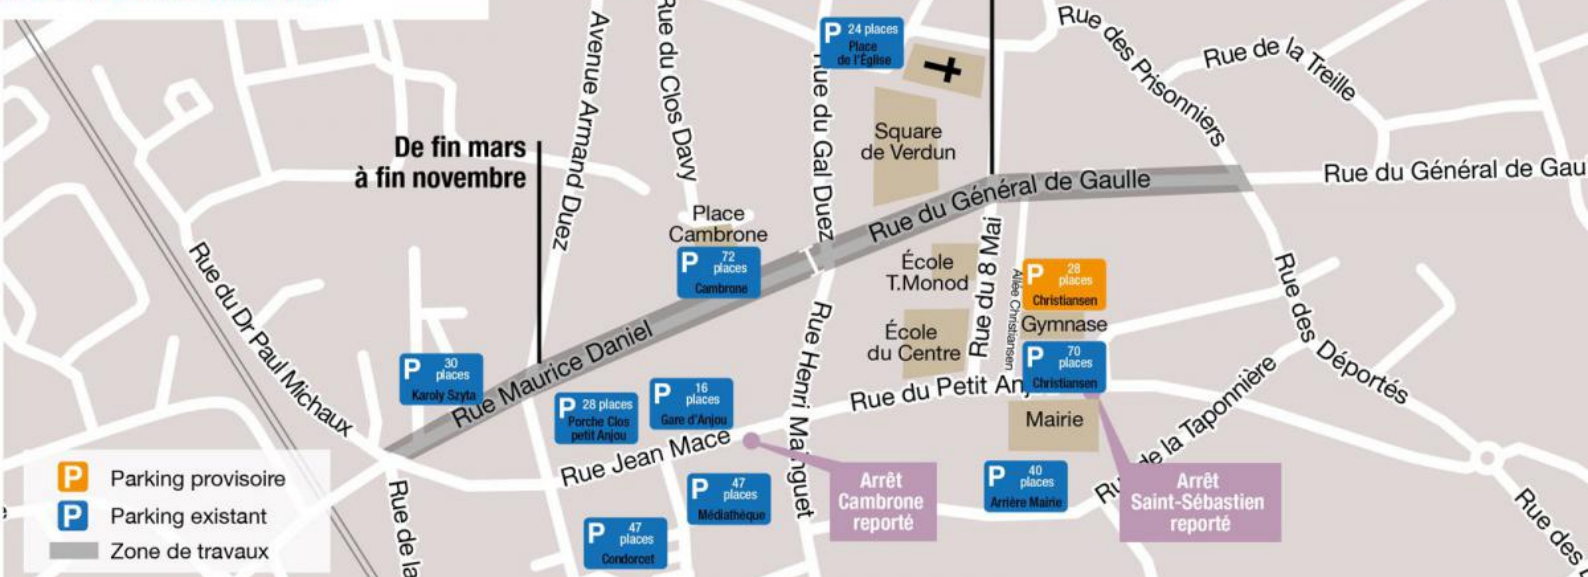 Avenue Armand Duez
Rue du Clos Davy
P 24 places
Place
de l'Église
Rue du Gal Duez
Rue des Prisonniers
Rue de la Treille
De fin mars
à fin novembre
Square
de Verdun
Rue du Général de Gaulle
Rue du Général de Gau
Place
Cambrone
P 72
places
Cambrone
Rue du Dr Paul Michaux
École
T.Monod
Rue du 8 Mai
Allée Christiansen
P 28
places
Christiansen
Gymnase
École
du Centre
P 70
places
Christiansen
Rue des Déportés
Rue Maurice Daniel
P 30
places
Karoly Szyta
P 28 places
Porche Clos
petit Anjou
P 16
places
Gare d'Anjou
Rue Henri Mainguet
Rue du Petit Anj
Mairie
Rue Jean Mace
Rue de la Taponnière
P 47
places
Médiathèque
P 47
places
Condorcet
P 40
places
Arrière Mairie
Arrêt
Cambrone
reporté
Arrêt
Saint-Sébastien
reporté
P Parking provisoire
P Parking existant
Zone de travaux
Rue de la
Rue des